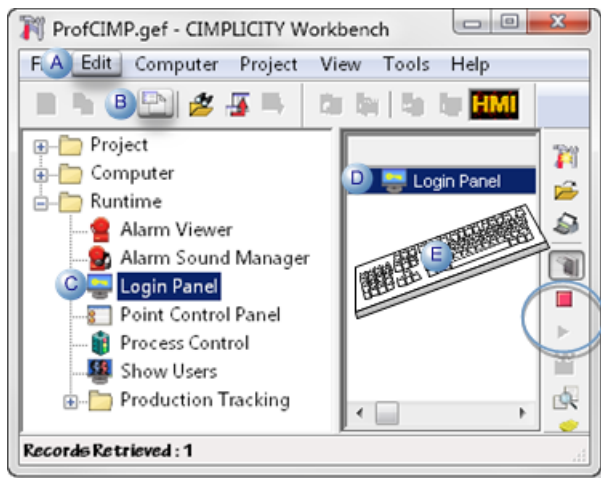 ProfCIMP.gef - CIMPLICITY Workbench
F A Edit Computer Project View Tools Help
B HMI
Project
Computer
Runtime
Alarm Viewer
Alarm Sound Manager
C Login Panel
Point Control Panel
Process Control
Show Users
Production Tracking
D Login Panel
E
Records Retrieved : 1